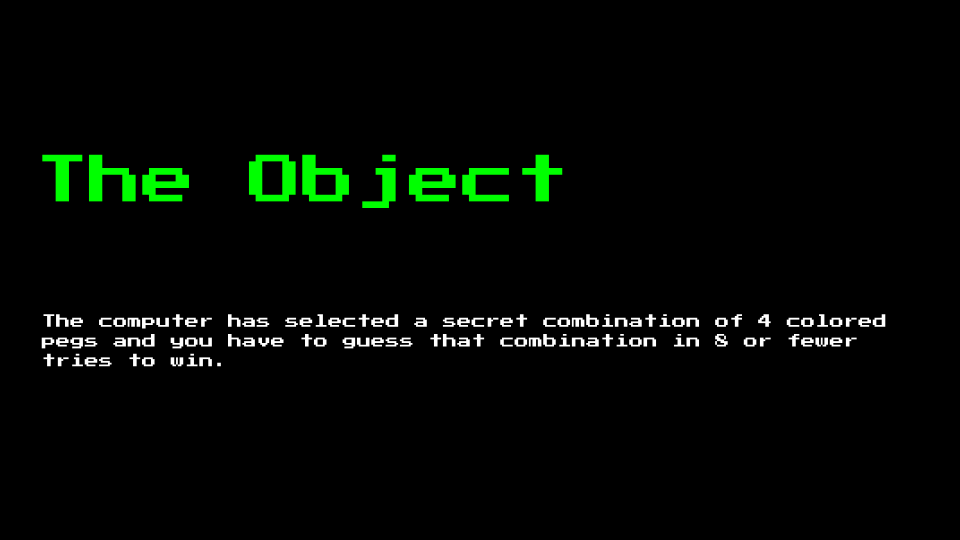 The Object
The computer has selected a secret combination of 4 colored
pegs and you have to guess that combination in 8 or fewer
tries to win.